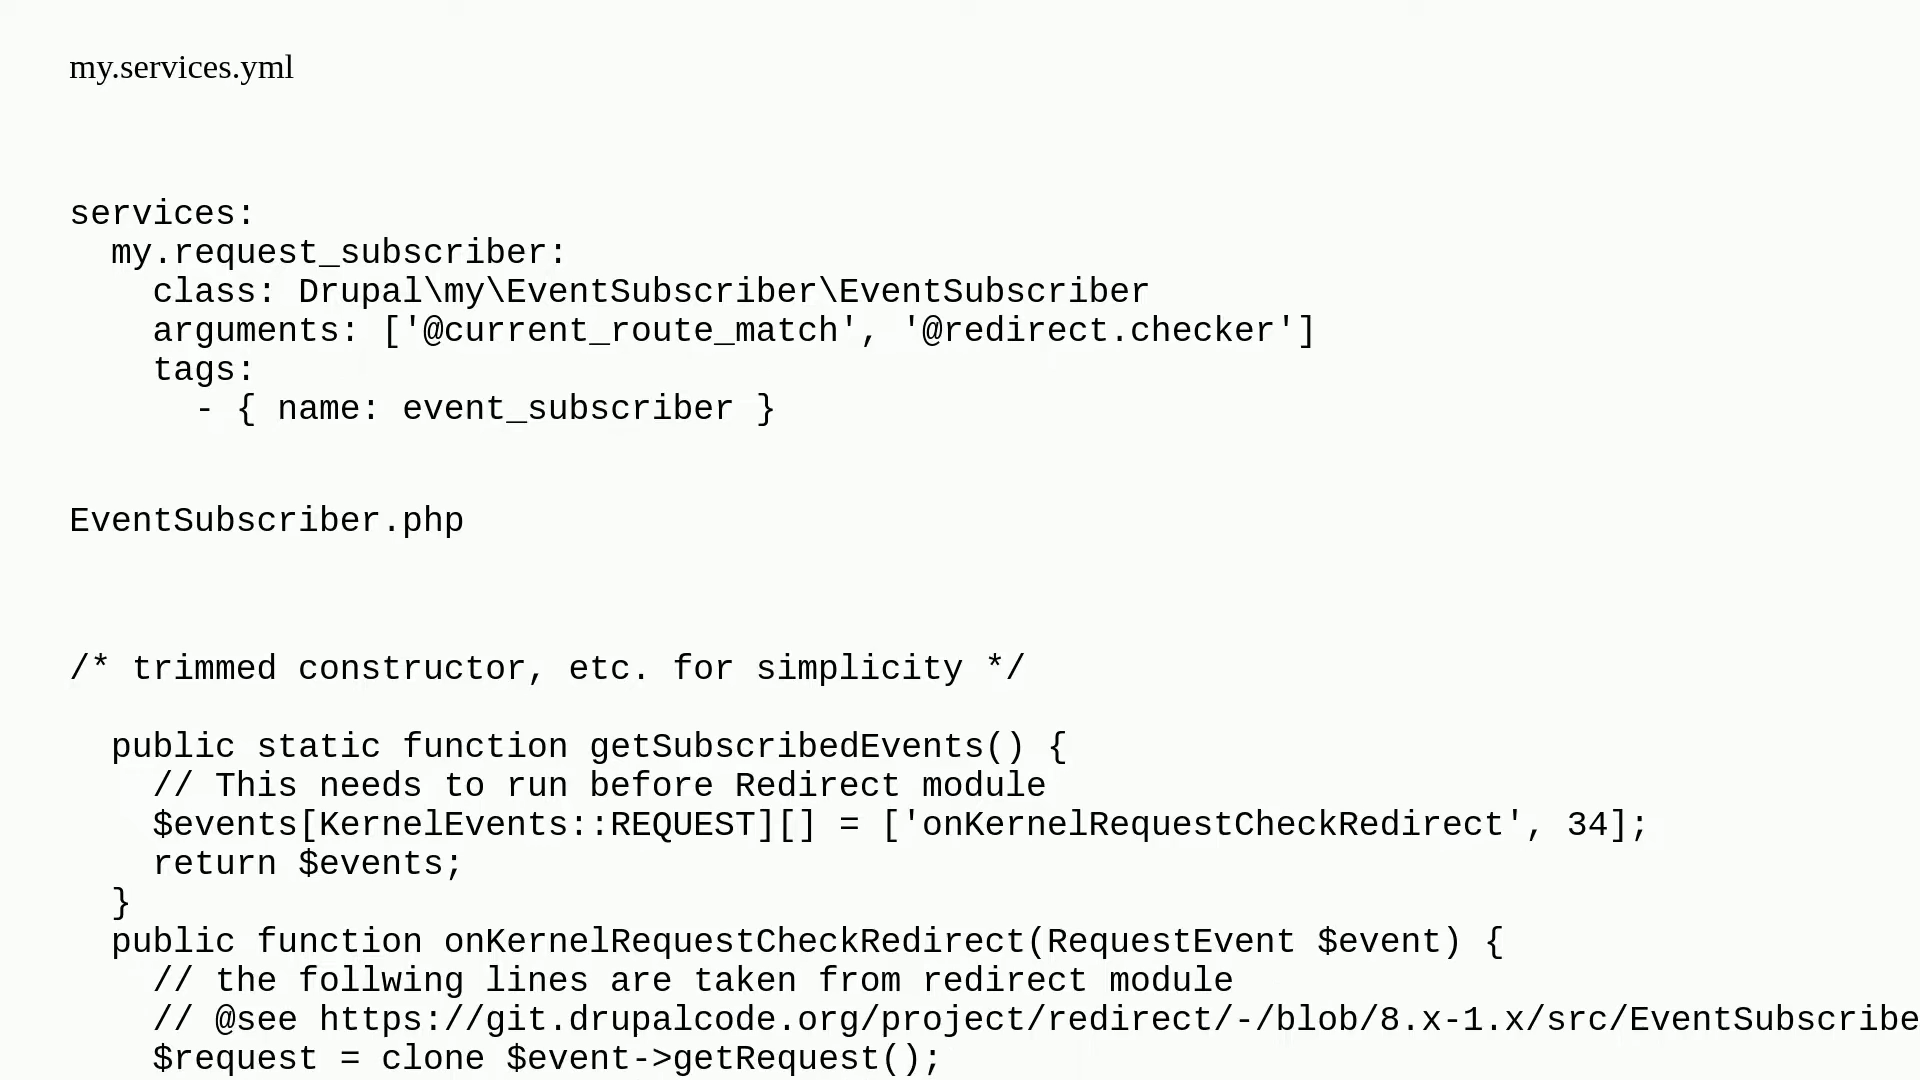 my.services.yml
services:
  my.request_subscriber:
    class: Drupal\my\EventSubscriber\EventSubscriber
    arguments: ['@current_route_match', '@redirect.checker']
    tags:
      - { name: event_subscriber }
EventSubscriber.php
/* trimmed constructor, etc. for simplicity */
  public static function getSubscribedEvents() {
    // This needs to run before Redirect module
    $events[KernelEvents::REQUEST][] = ['onKernelRequestCheckRedirect', 34];
    return $events;
  }
  public function onKernelRequestCheckRedirect(RequestEvent $event) {
    // the follwing lines are taken from redirect module
    // @see https://git.drupalcode.org/project/redirect/-/blob/8.x-1.x/src/EventSubscribe
    $request = clone $event->getRequest();